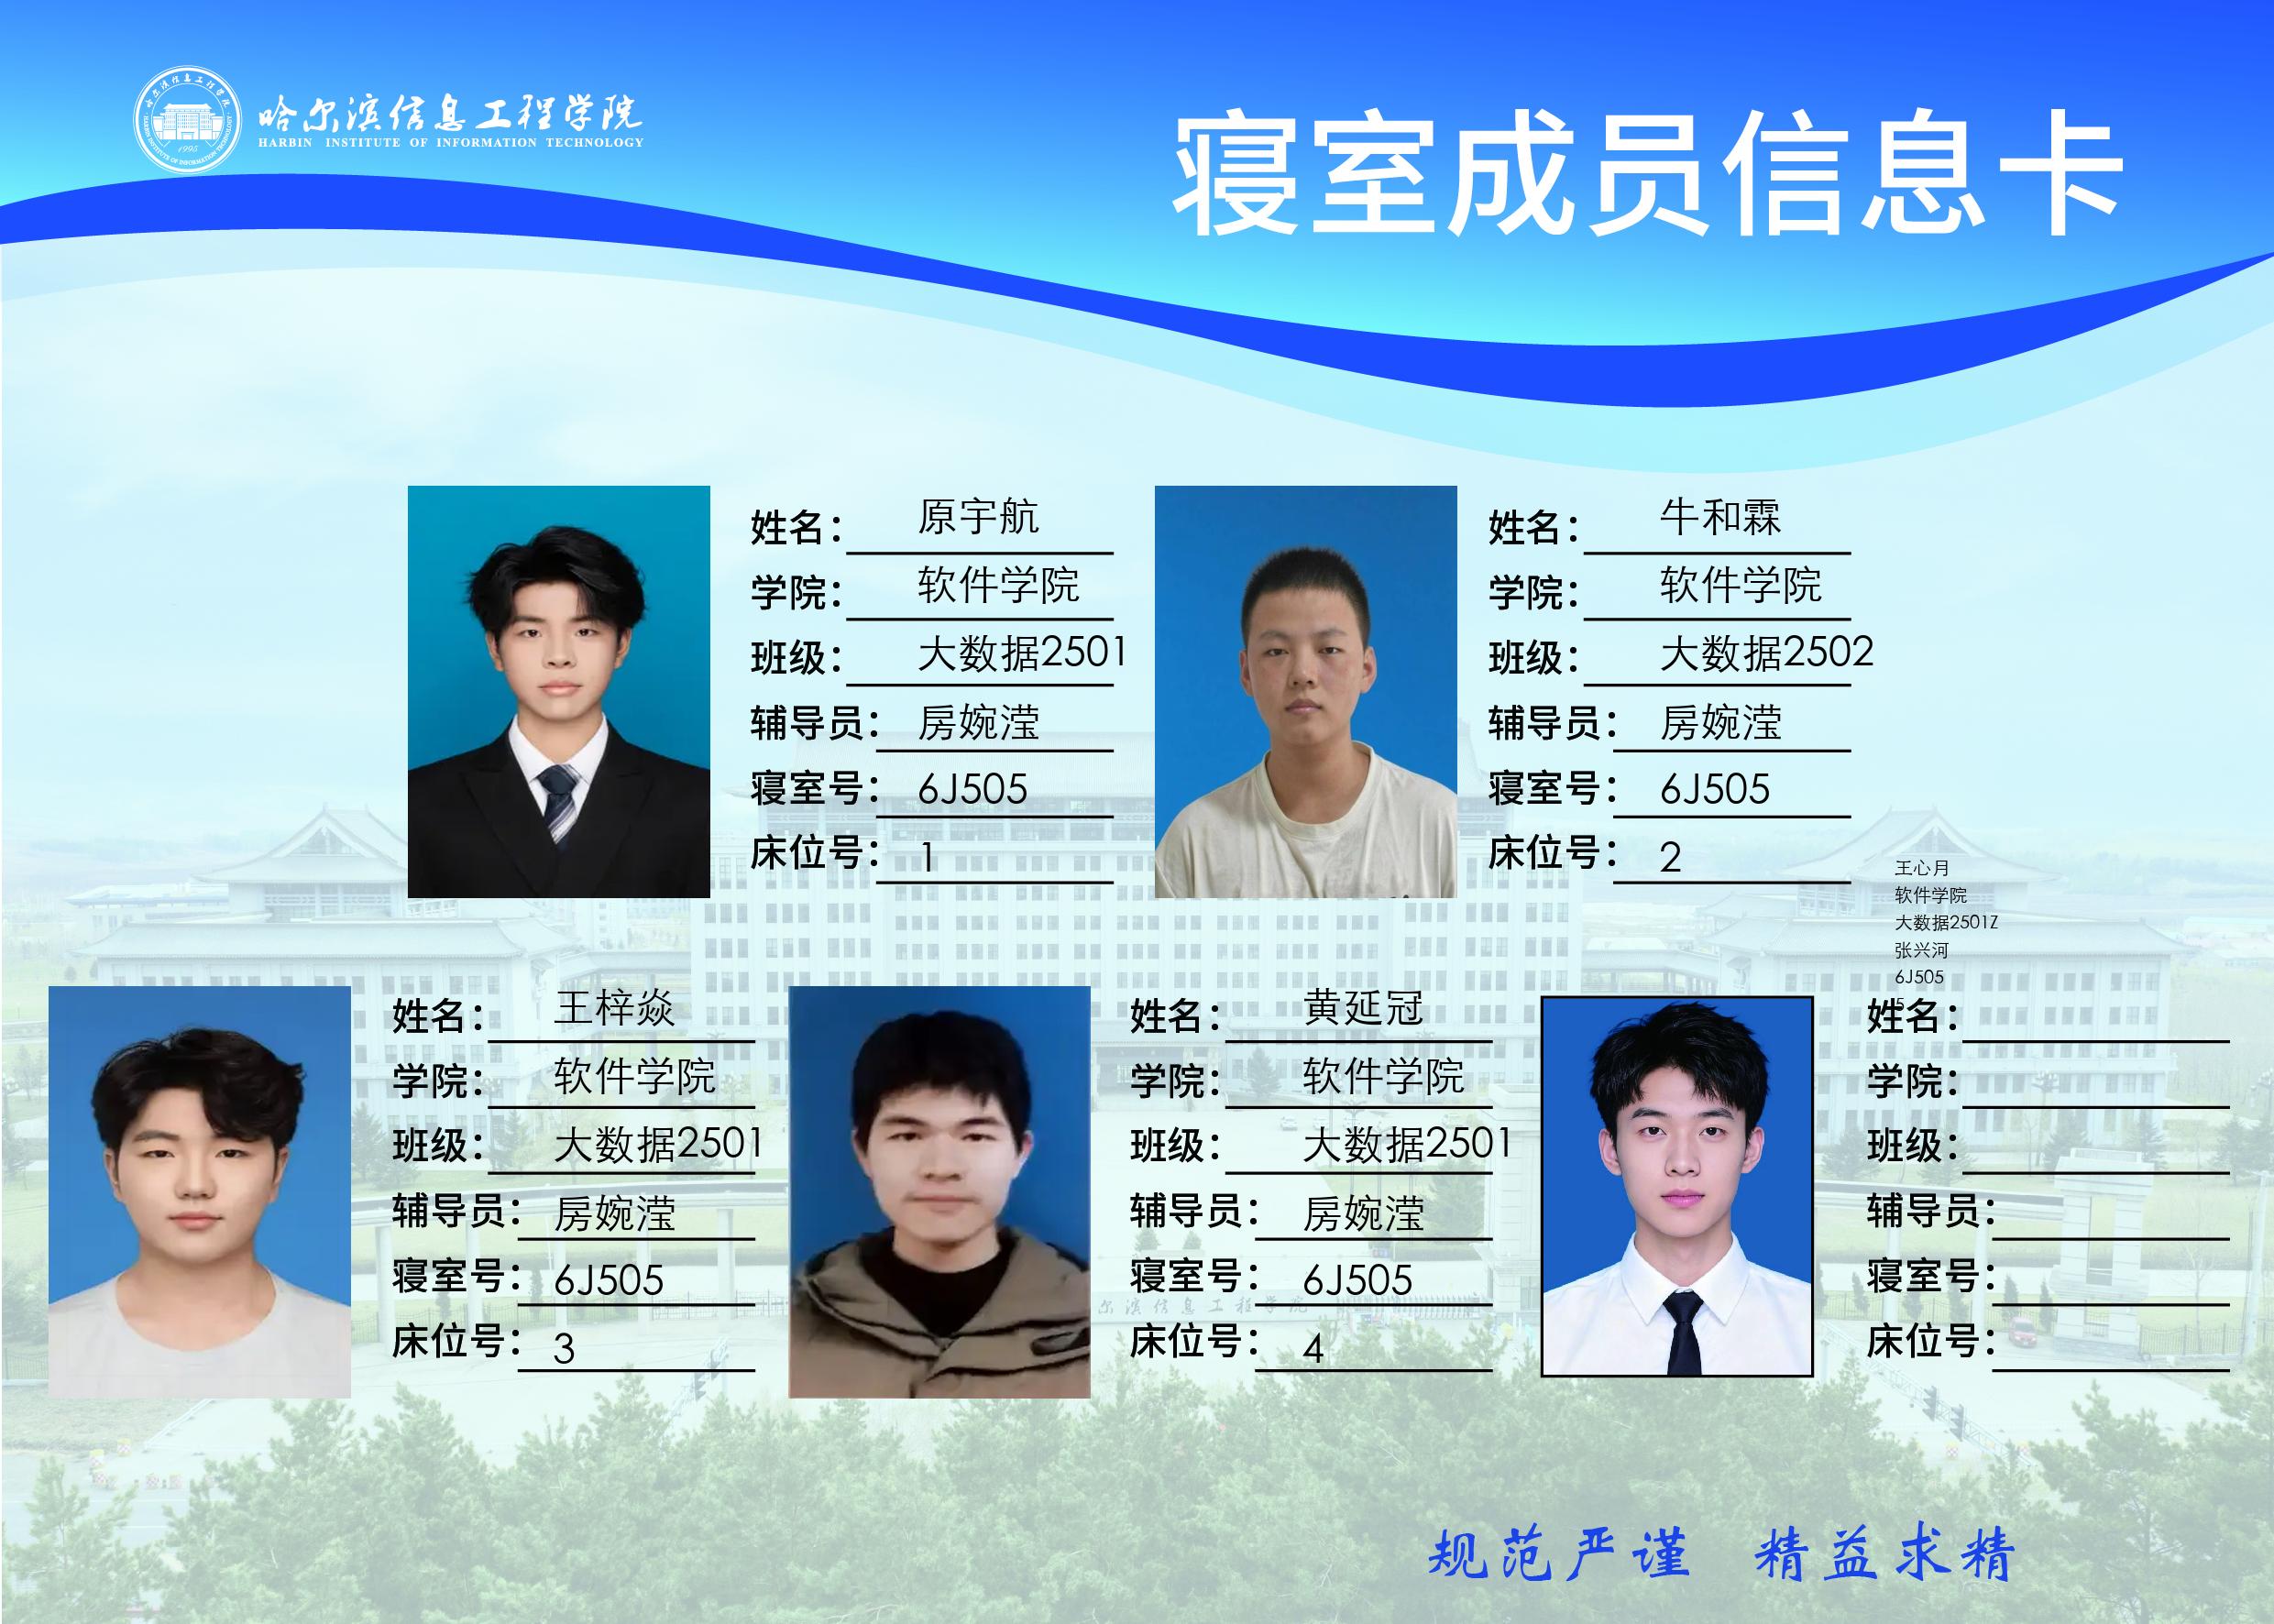 哈尔滨信息工程学院
HARBIN INSTITUTE OF INFORMATION TECHNOLOGY
1995
寝室成员信息卡
姓名： 原宇航
学院： 软件学院
班级： 大数据2501
辅导员： 房婉滢
寝室号： 6J505
床位号： 1
姓名： 牛和霖
学院： 软件学院
班级： 大数据2502
辅导员： 房婉滢
寝室号： 6J505
床位号： 2
王心月
软件学院
大数据2501Z
张兴河
6J505
5
姓名： 王梓焱
学院： 软件学院
班级： 大数据2501
辅导员： 房婉滢
寝室号： 6J505
床位号： 3
姓名： 黄延冠
学院： 软件学院
班级： 大数据2501
辅导员： 房婉滢
寝室号： 6J505
床位号： 4
姓名：
学院：
班级：
辅导员：
寝室号：
床位号：
尔滨信息工程学院
规范严谨 精益求精